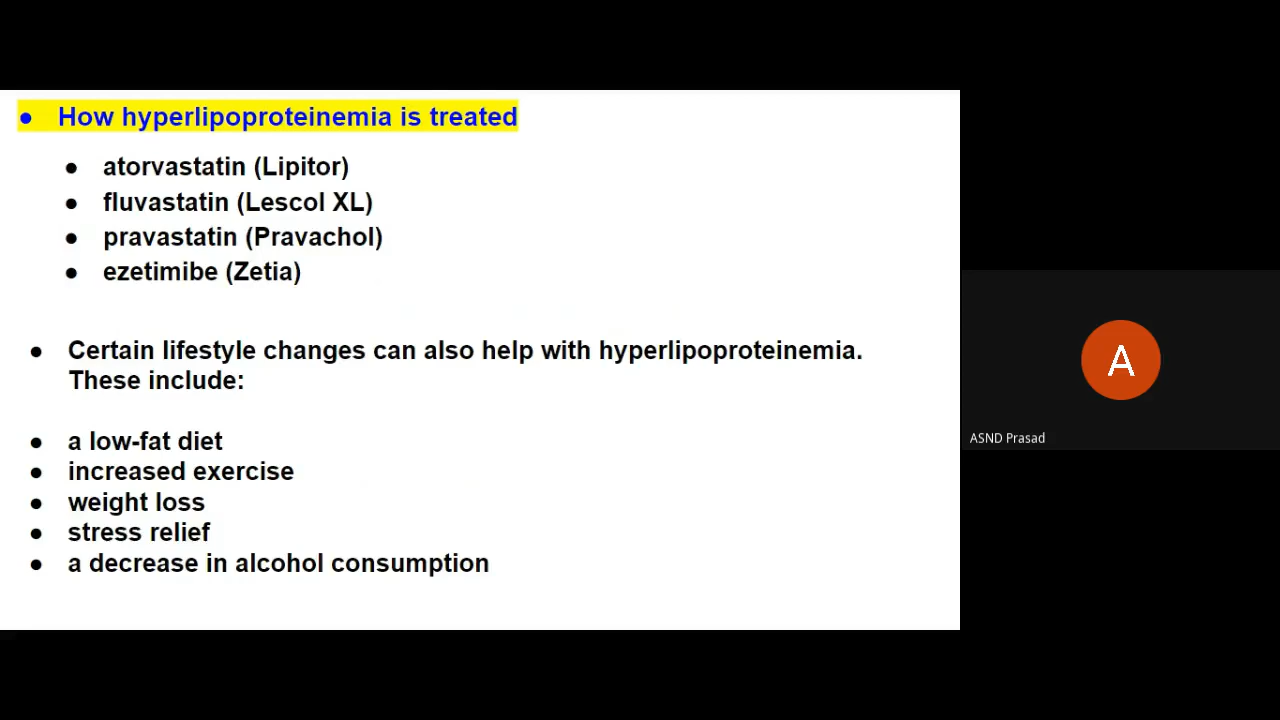 ● How hyperlipoproteinemia is treated
● atorvastatin (Lipitor)
● fluvastatin (Lescol XL)
● pravastatin (Pravachol)
● ezetimibe (Zetia)
● Certain lifestyle changes can also help with hyperlipoproteinemia.
These include:
● a low-fat diet
● increased exercise
● weight loss
● stress relief
● a decrease in alcohol consumption
A
ASND Prasad